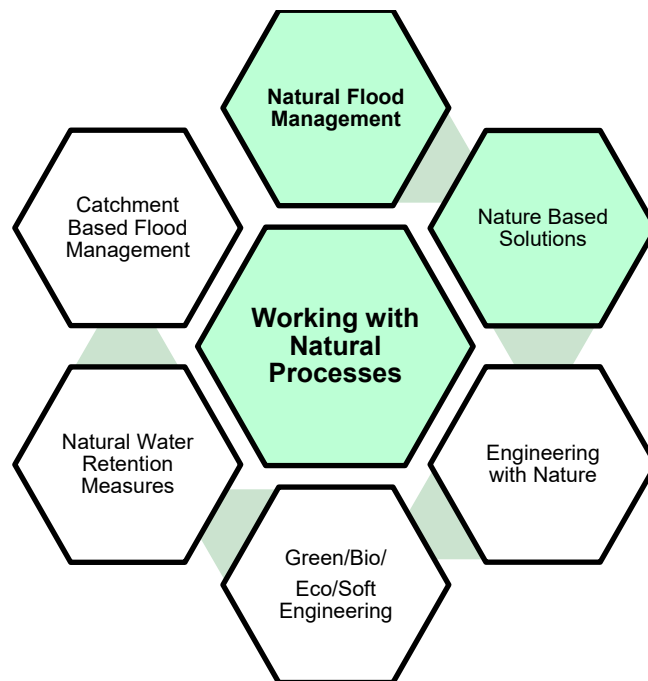 Natural Flood
Management
Catchment
Based Flood
Management
Nature Based
Solutions
Working with
Natural
Processes
Natural Water
Retention
Measures
Engineering
with Nature
Green/Bio/
Eco/Soft
Engineering